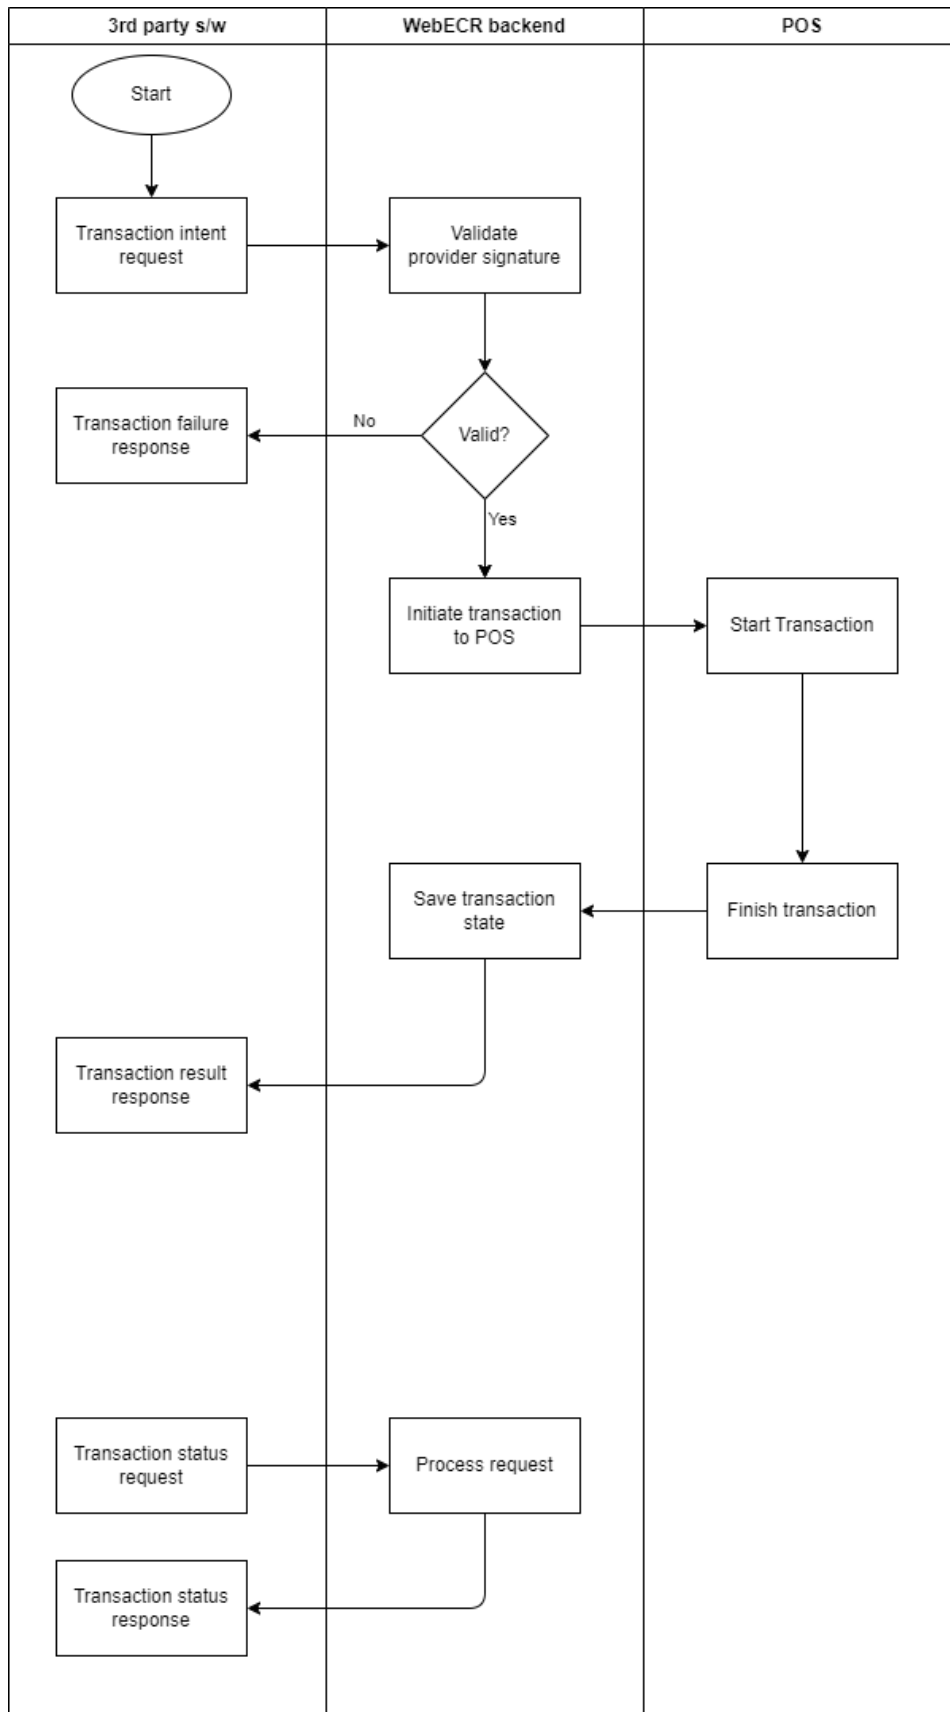 3rd party s/w
WebECR backend
POS
Start
Transaction intent
request
Validate
provider signature
Transaction failure
response
No
Valid?
Yes
Initiate transaction
to POS
Start Transaction
Save transaction
state
Finish transaction
Transaction result
response
Transaction status
request
Process request
Transaction status
response